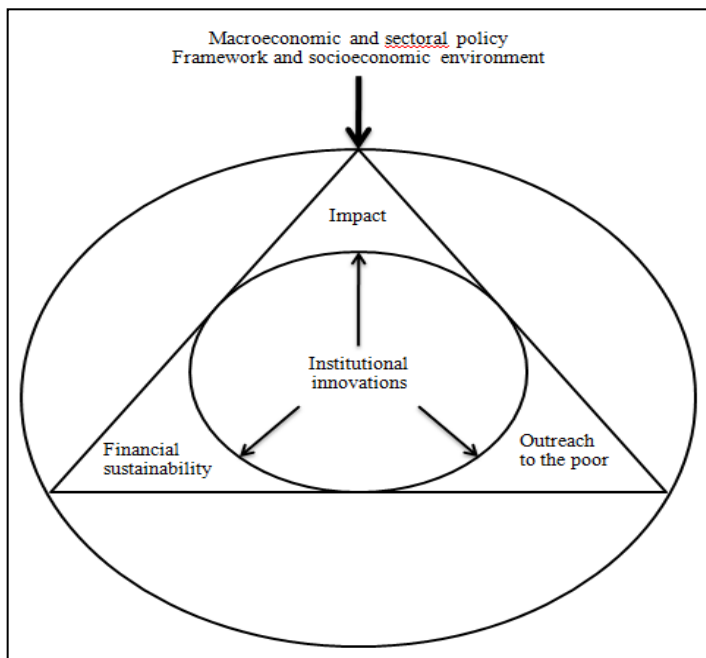 Macroeconomic and sectoral policy
Framework and socioeconomic environment
Impact
Institutional
innovations
Financial
sustainability
Outreach
to the poor